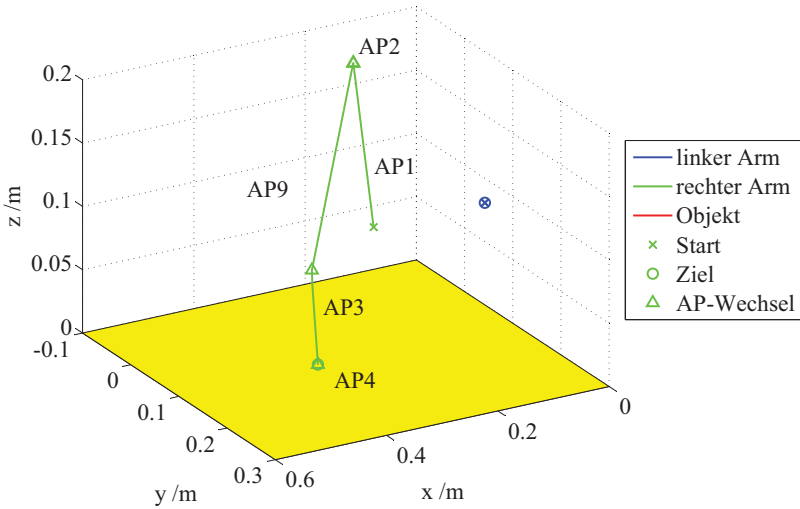 AP2
0.2
0.15
0.1
0.05
0
z /m
AP1
AP9
AP3
AP4
-0.1
0
0.1
0.2
0.3
y /m
0.6
0.4
0.2
0
x /m
linker Arm
rechter Arm
Objekt
Start
Ziel
AP-Wechsel